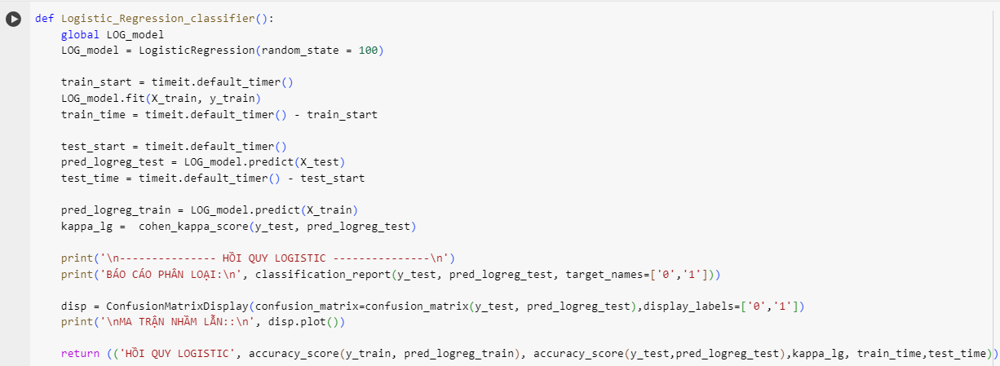 def Logistic_Regression_classifier():
    global LOG_model
    LOG_model = LogisticRegression(random_state = 100)

    train_start = timeit.default_timer()
    LOG_model.fit(X_train, y_train)
    train_time = timeit.default_timer() - train_start

    test_start = timeit.default_timer()
    pred_logreg_test = LOG_model.predict(X_test)
    test_time = timeit.default_timer() - test_start

    pred_logreg_train = LOG_model.predict(X_train)
    kappa_lg =  cohen_kappa_score(y_test, pred_logreg_test)

    print('\n--------------- HỒI QUY LOGISTIC ---------------\n')
    print('BÁO CÁO PHÂN LOẠI:\n', classification_report(y_test, pred_logreg_test, target_names=['0','1']))

    disp = ConfusionMatrixDisplay(confusion_matrix=confusion_matrix(y_test, pred_logreg_test),display_labels=['0','1'])
    print('\nMA TRẬN NHẦM LẪN::\n', disp.plot())

    return (('HỒI QUY LOGISTIC', accuracy_score(y_train, pred_logreg_train), accuracy_score(y_test,pred_logreg_test),kappa_lg, train_time,test_time))